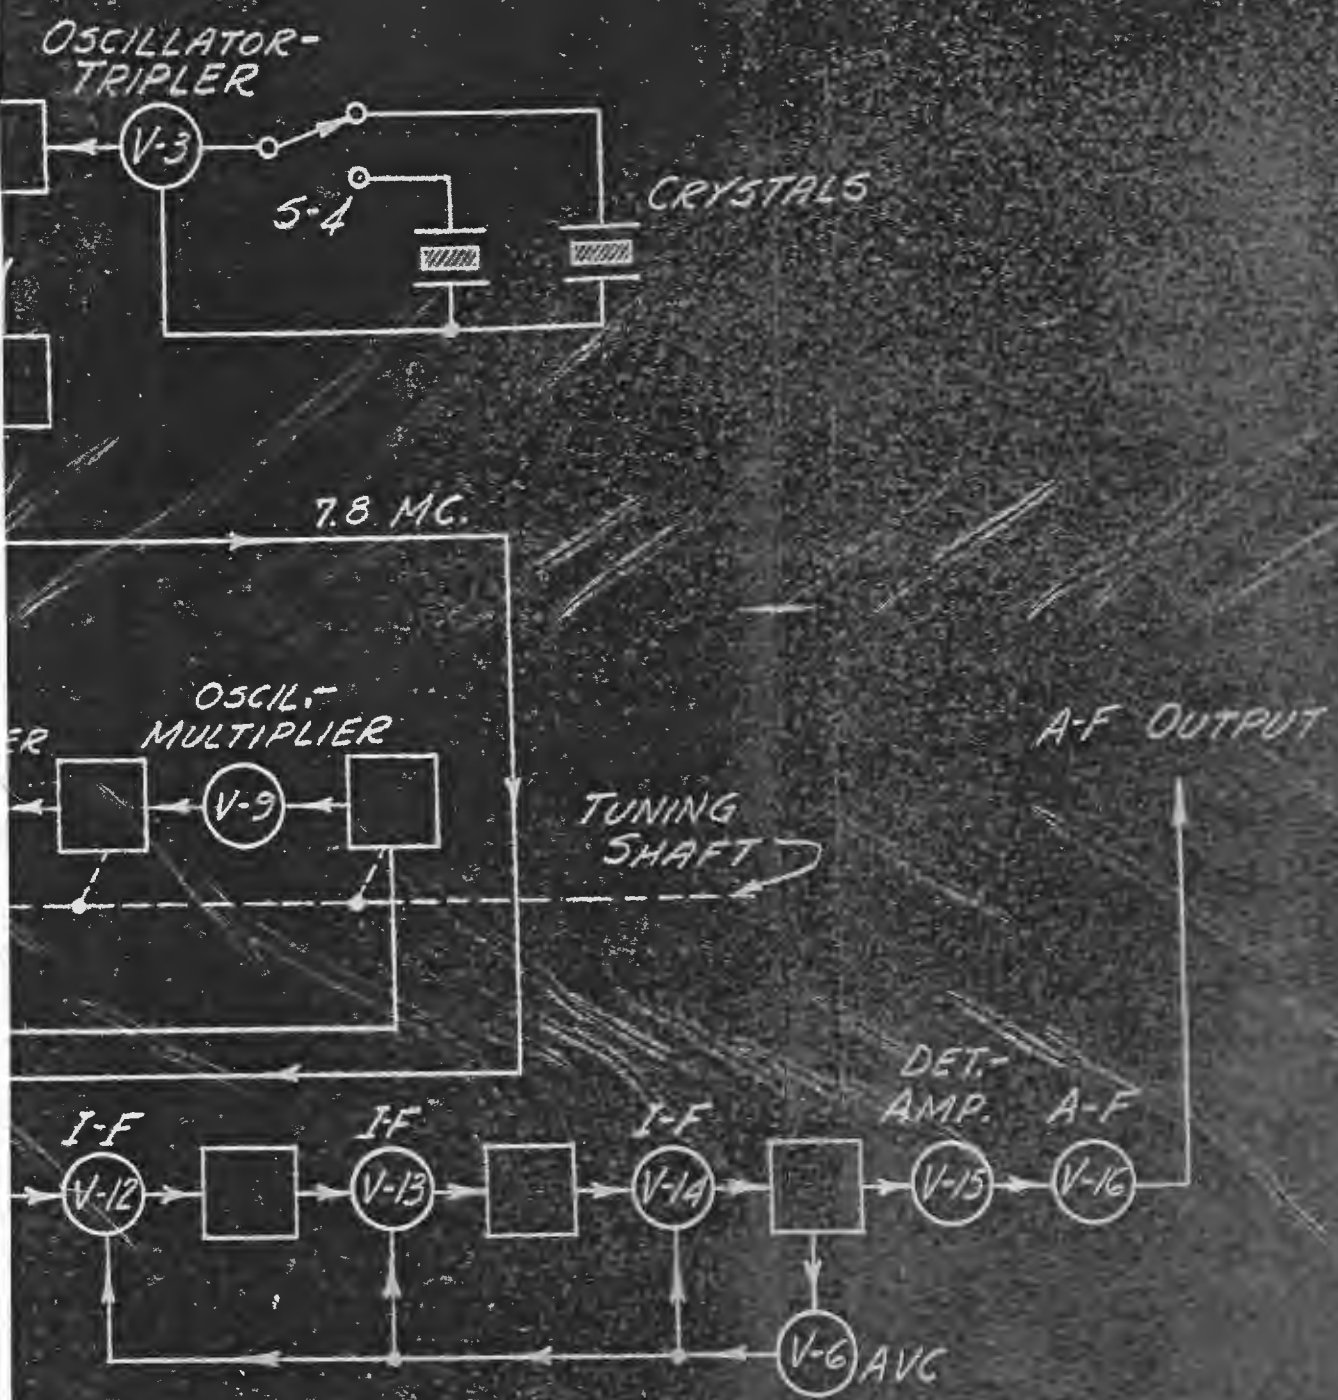 OSCILLATOR-
TRIPLER
V-3
S-4
CRYSTALS
7.8 MC.
OSCIL.-
MULTIPLIER
ER
V-9
TUNING
SHAFT
A-F OUTPUT
DET.-
AMP.
A-F
I-F
I-F
I-F
V-12
V-13
V-14
V-15
V-16
V-6
AVC